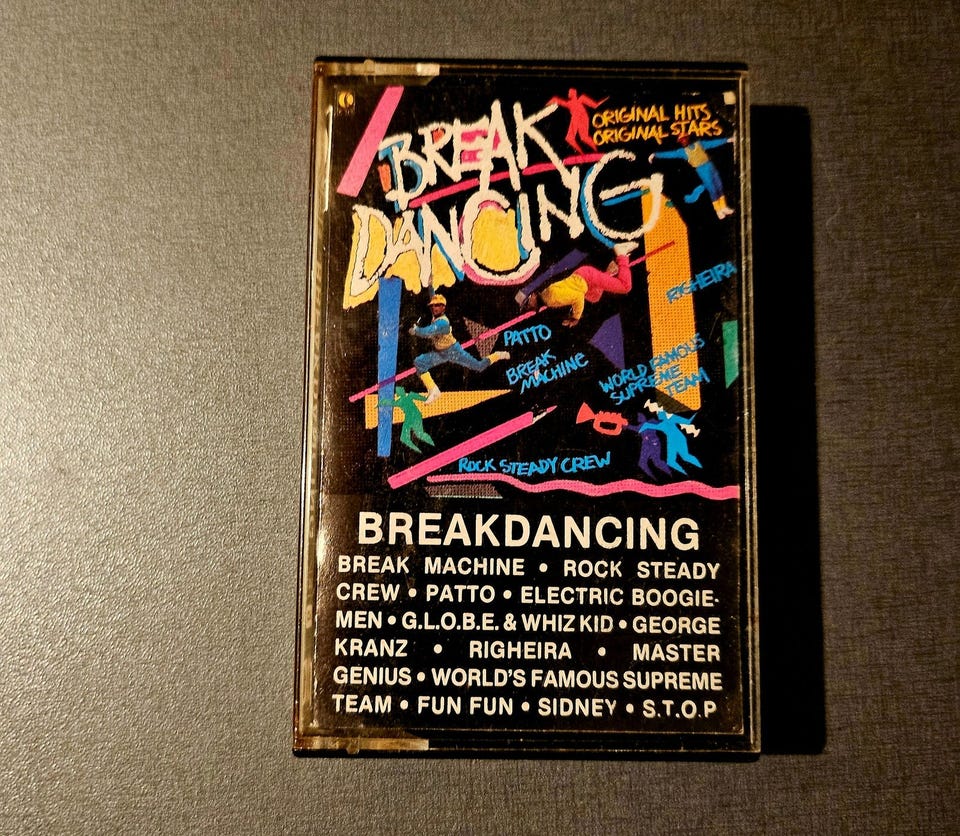 BREAK
DANCING
ORIGINAL HITS
ORIGINAL STARS
RIGHEIRA
PATTO
BREAK
MACHINE
WORLD FAMOUS
SUPREME
TEAM
ROCK STEADY CREW
BREAKDANCING
BREAK MACHINE • ROCK STEADY
CREW • PATTO • ELECTRIC BOOGIE-
MEN • G.L.O.B.E. & WHIZ KID • GEORGE
KRANZ • RIGHEIRA • MASTER
GENIUS • WORLD'S FAMOUS SUPREME
TEAM • FUN FUN • SIDNEY • S.T.O.P